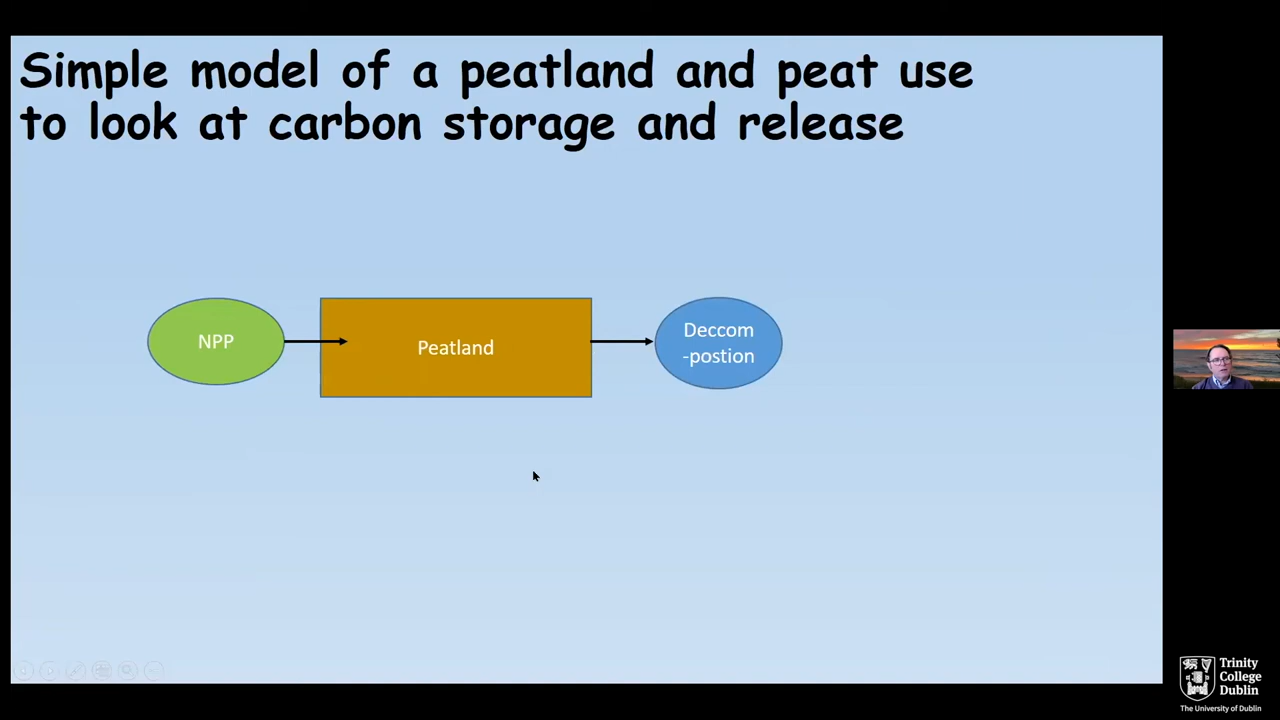 Simple model of a peatland and peat use
to look at carbon storage and release
NPP
Peatland
Deccom
-postion
Trinity
College
Dublin
The University of Dublin